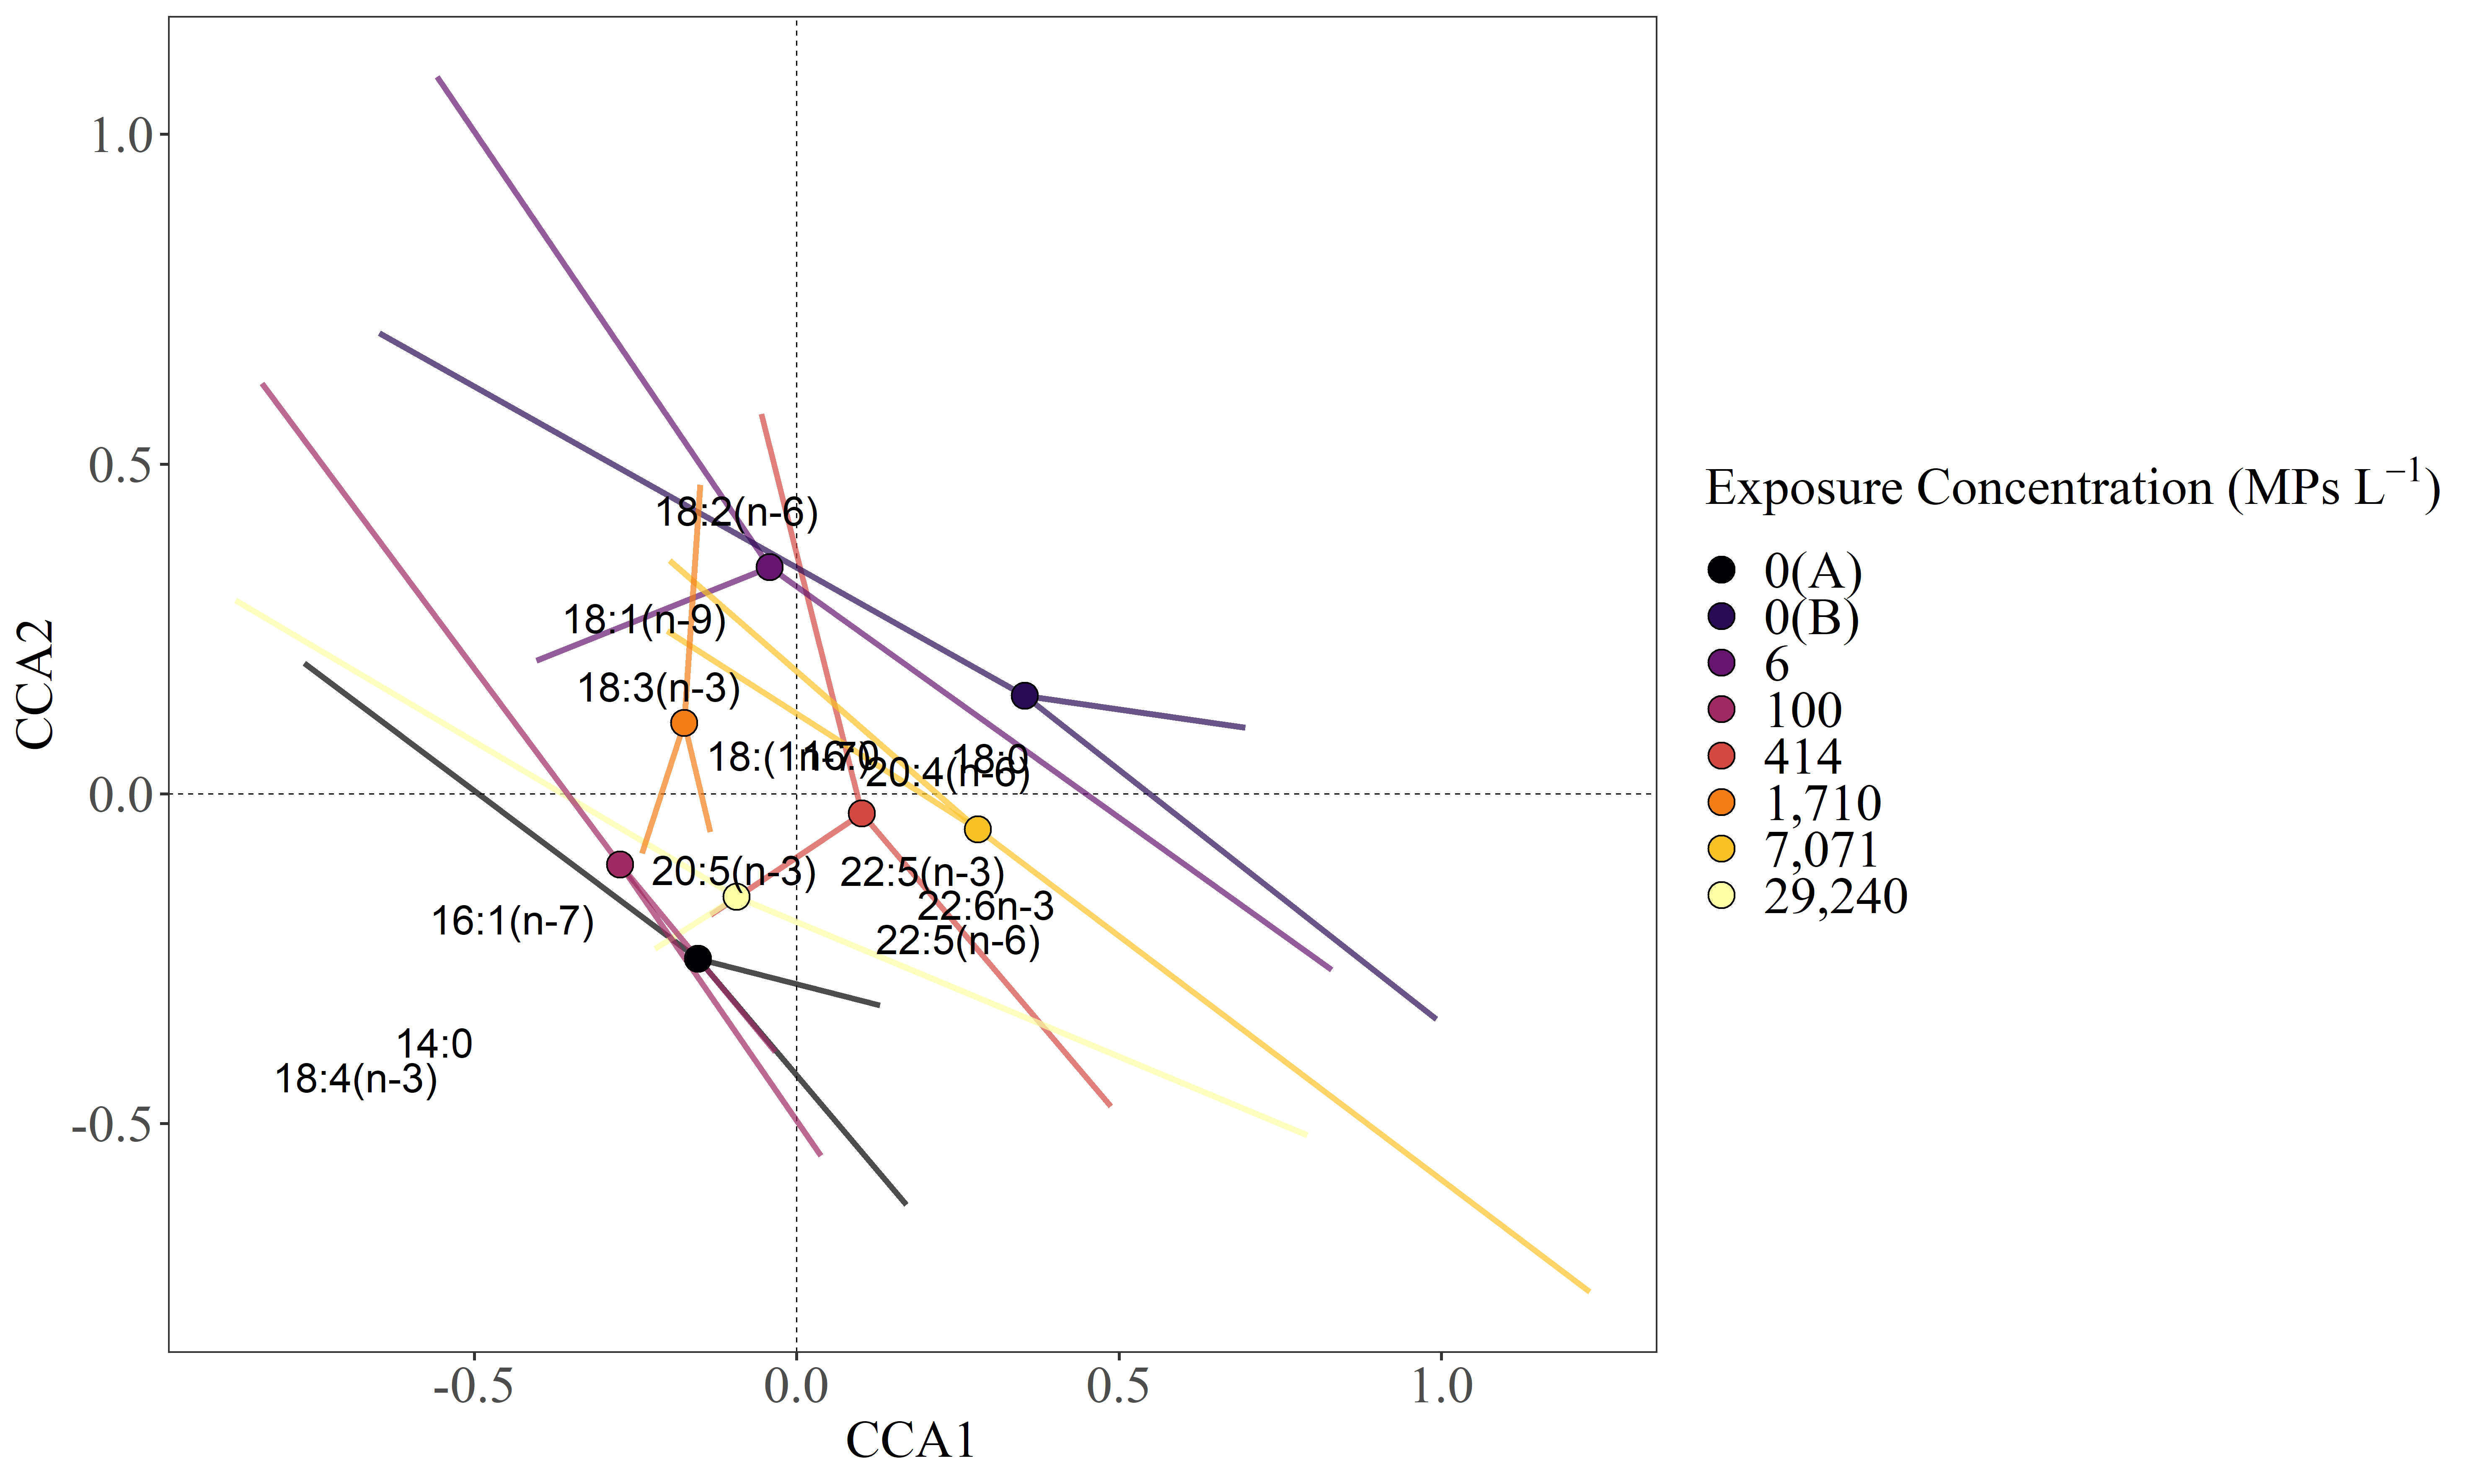 1.0
0.5
0.0
-0.5
CCA2
18:2(n-6)
18:1(n-9)
18:3(n-3)
18:(1n-7)
16:0
18:0
20:4(n-6)
20:5(n-3)
22:5(n-3)
22:6n-3
16:1(n-7)
22:5(n-6)
14:0
18:4(n-3)
-0.5
0.0
0.5
1.0
CCA1
Exposure Concentration (MPs L⁻¹)
0(A)
0(B)
6
100
414
1,710
7,071
29,240